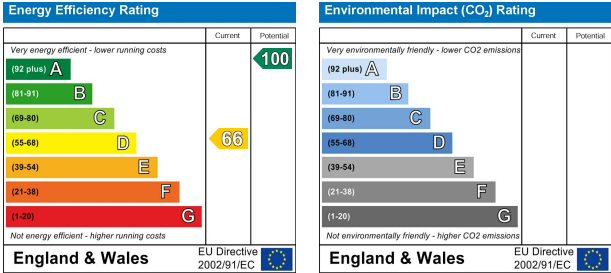 Energy Efficiency Rating
Current Potential
Very energy efficient - lower running costs
(92 plus) A
100
(81-91) B
(69-80) C
(55-68) D
66
(39-54) E
(21-38) F
(1-20) G
Not energy efficient - higher running costs
England & Wales
EU Directive
2002/91/EC
Environmental Impact (CO₂) Rating
Current Potential
Very environmentally friendly - lower CO2 emissions
(92 plus) A
(81-91) B
(69-80) C
(55-68) D
(39-54) E
(21-38) F
(1-20) G
Not environmentally friendly - higher CO2 emissions
England & Wales
EU Directive
2002/91/EC